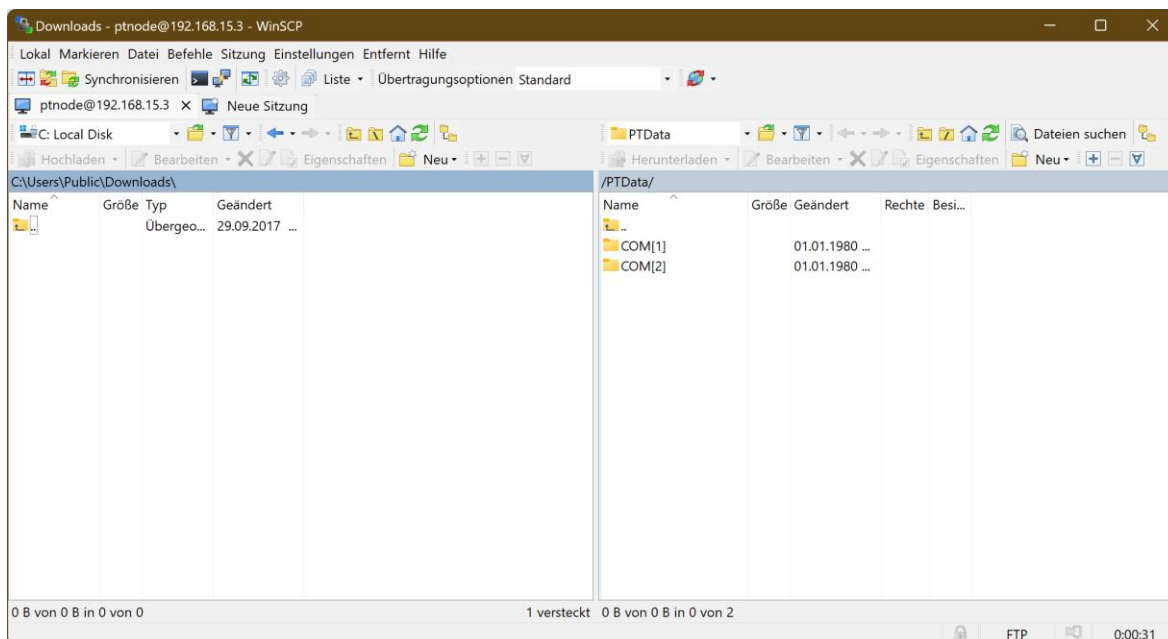 Downloads - ptnode@192.168.15.3 - WinSCP
Lokal Markieren Datei Befehle Sitzung Einstellungen Entfernt Hilfe
Synchronisieren Liste Übertragungsoptionen Standard
ptnode@192.168.15.3 Neue Sitzung
C: Local Disk PTData Dateien suchen
Hochladen Bearbeiten Eigenschaften Neu Herunterladen Bearbeiten Eigenschaften Neu
C:\Users\Public\Downloads\ /PTData/
Name Größe Typ Geändert Name Größe Geändert Rechte Besi...
.. Übergeo... 29.09.2017 ... ..
COM[1] 01.01.1980 ...
COM[2] 01.01.1980 ...
0 B von 0 B in 0 von 0 1 versteckt 0 B von 0 B in 0 von 2
FTP 0:00:31